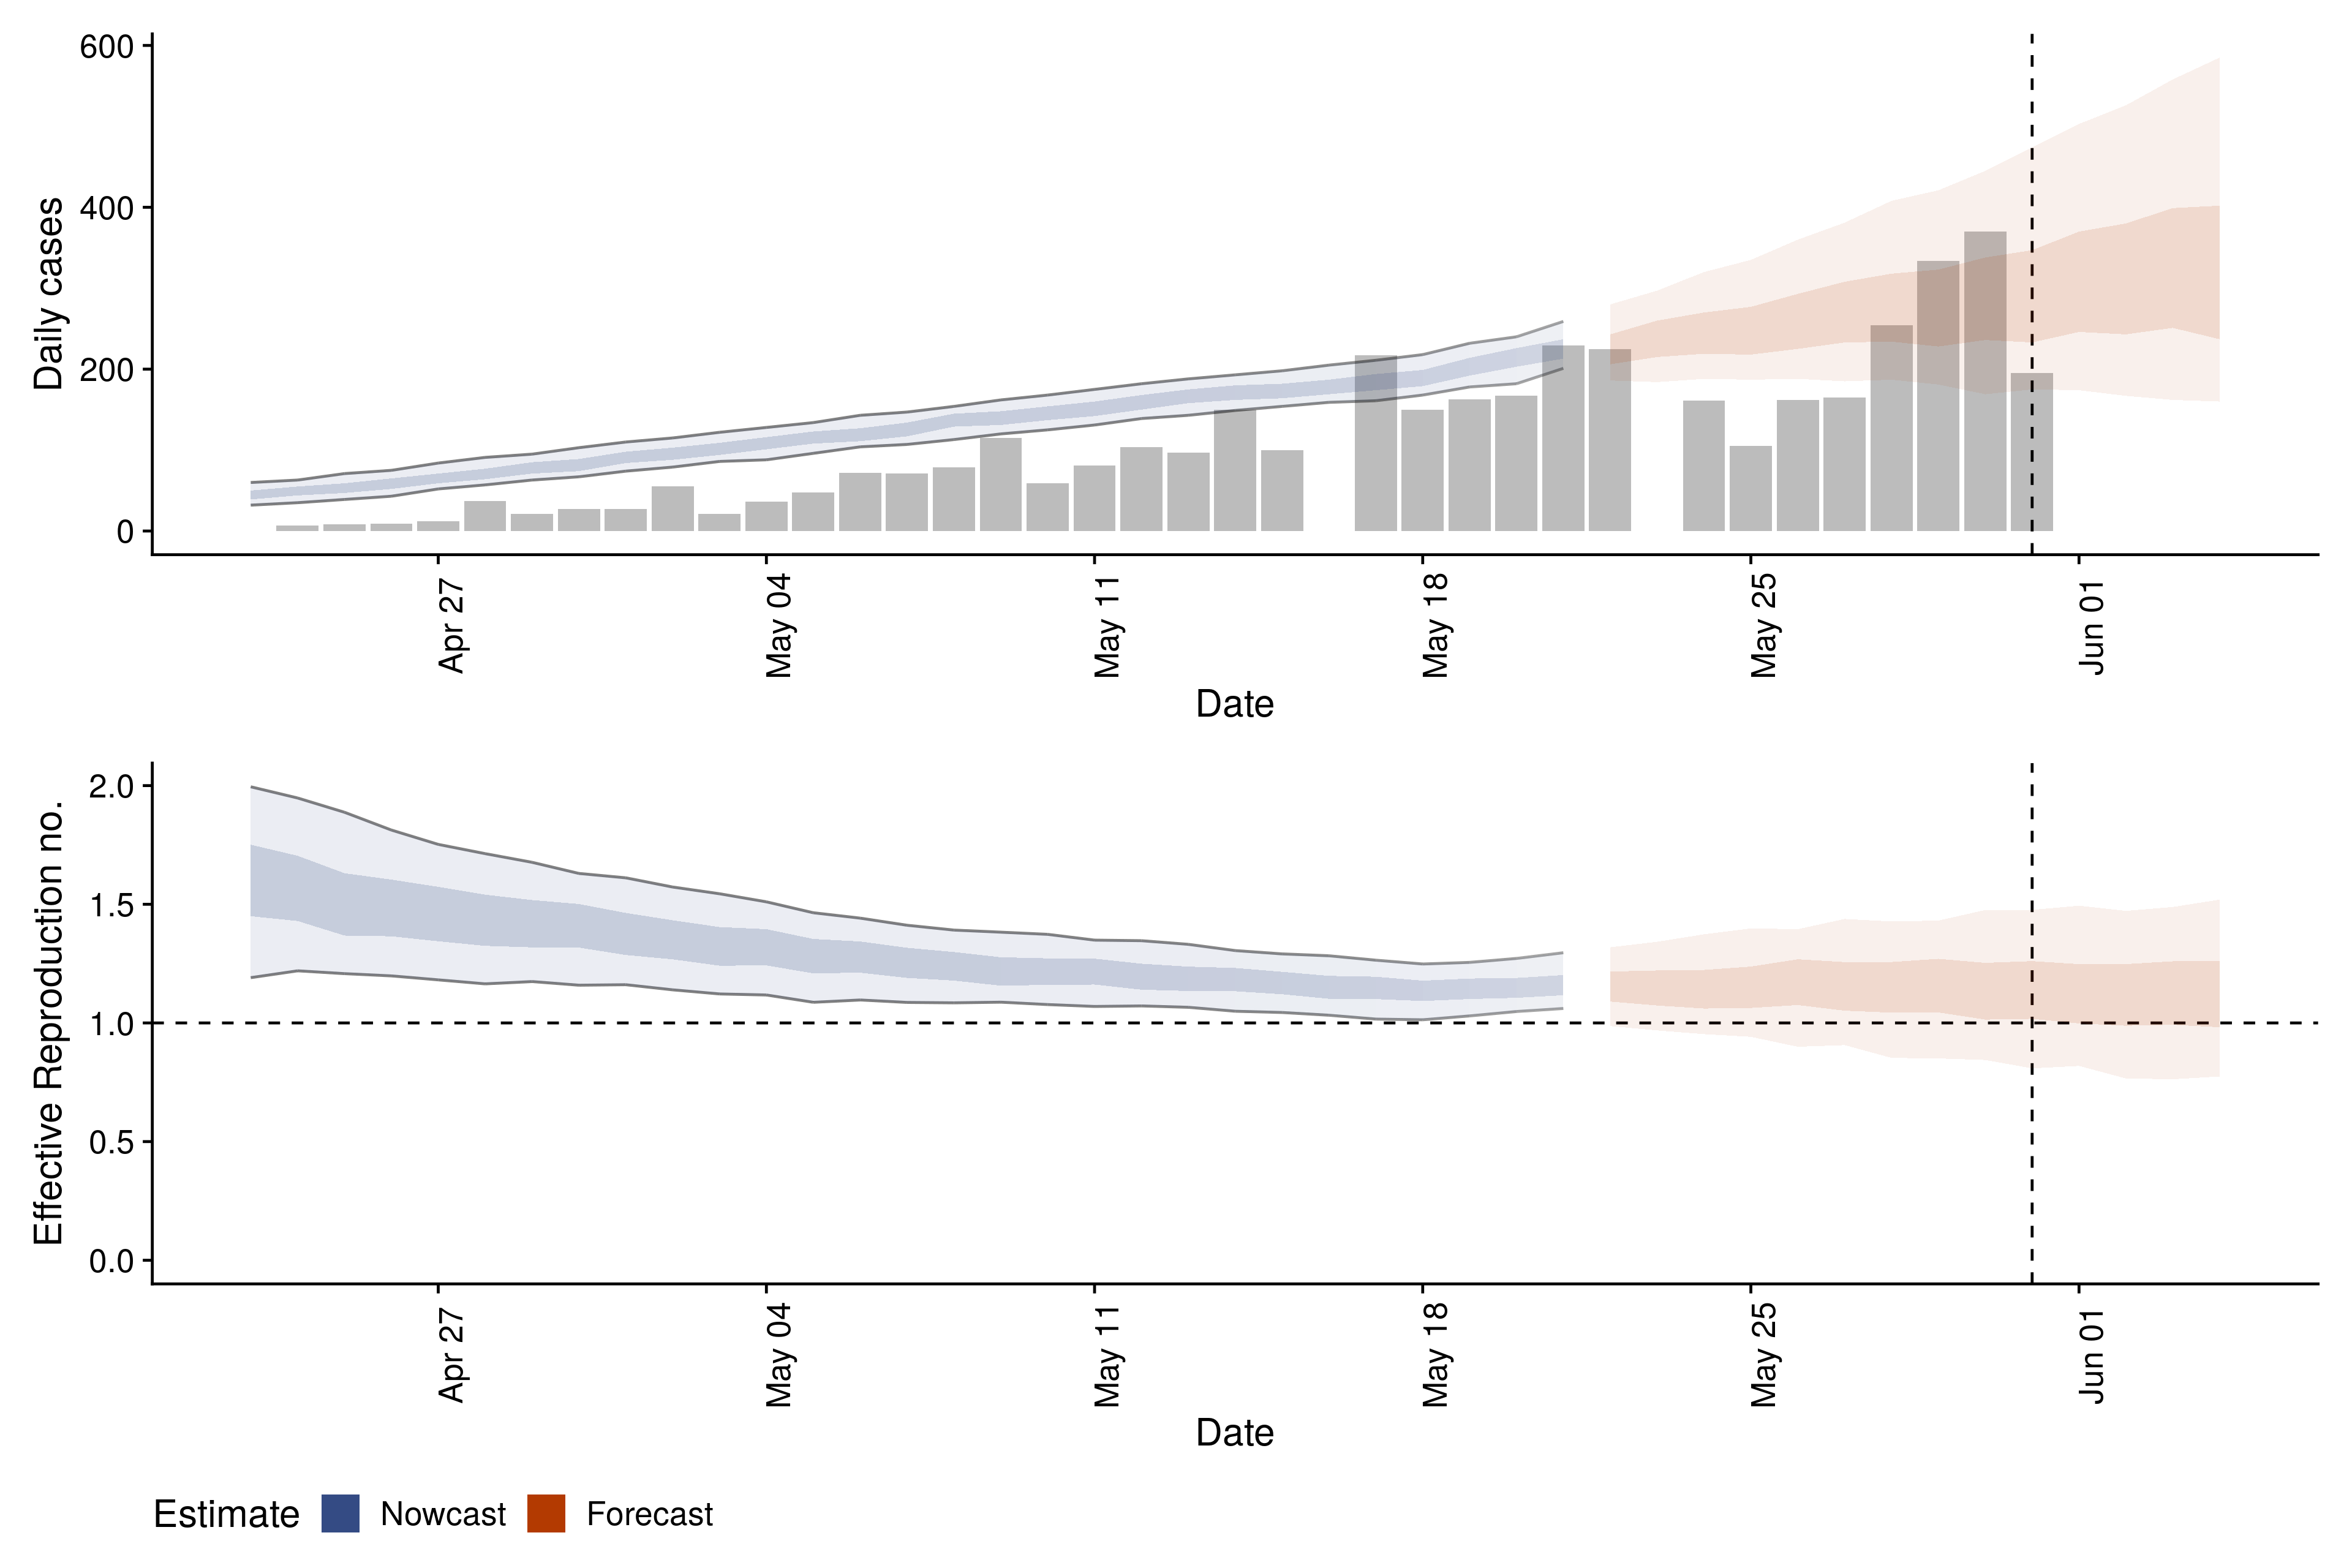 600
400
200
0
Daily cases
Apr 27
May 04
May 11
May 18
May 25
Jun 01
Date
2.0
1.5
1.0
0.5
0.0
Effective Reproduction no.
Apr 27
May 04
May 11
May 18
May 25
Jun 01
Date
Estimate Nowcast Forecast